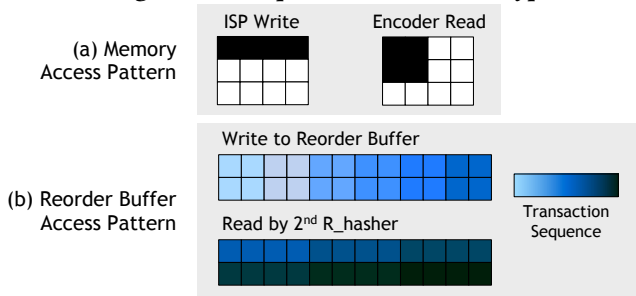 ISP Write
Encoder Read
(a) Memory
Access Pattern
Write to Reorder Buffer
(b) Reorder Buffer
Access Pattern
Transaction
Sequence
Read by 2nd R_hasher